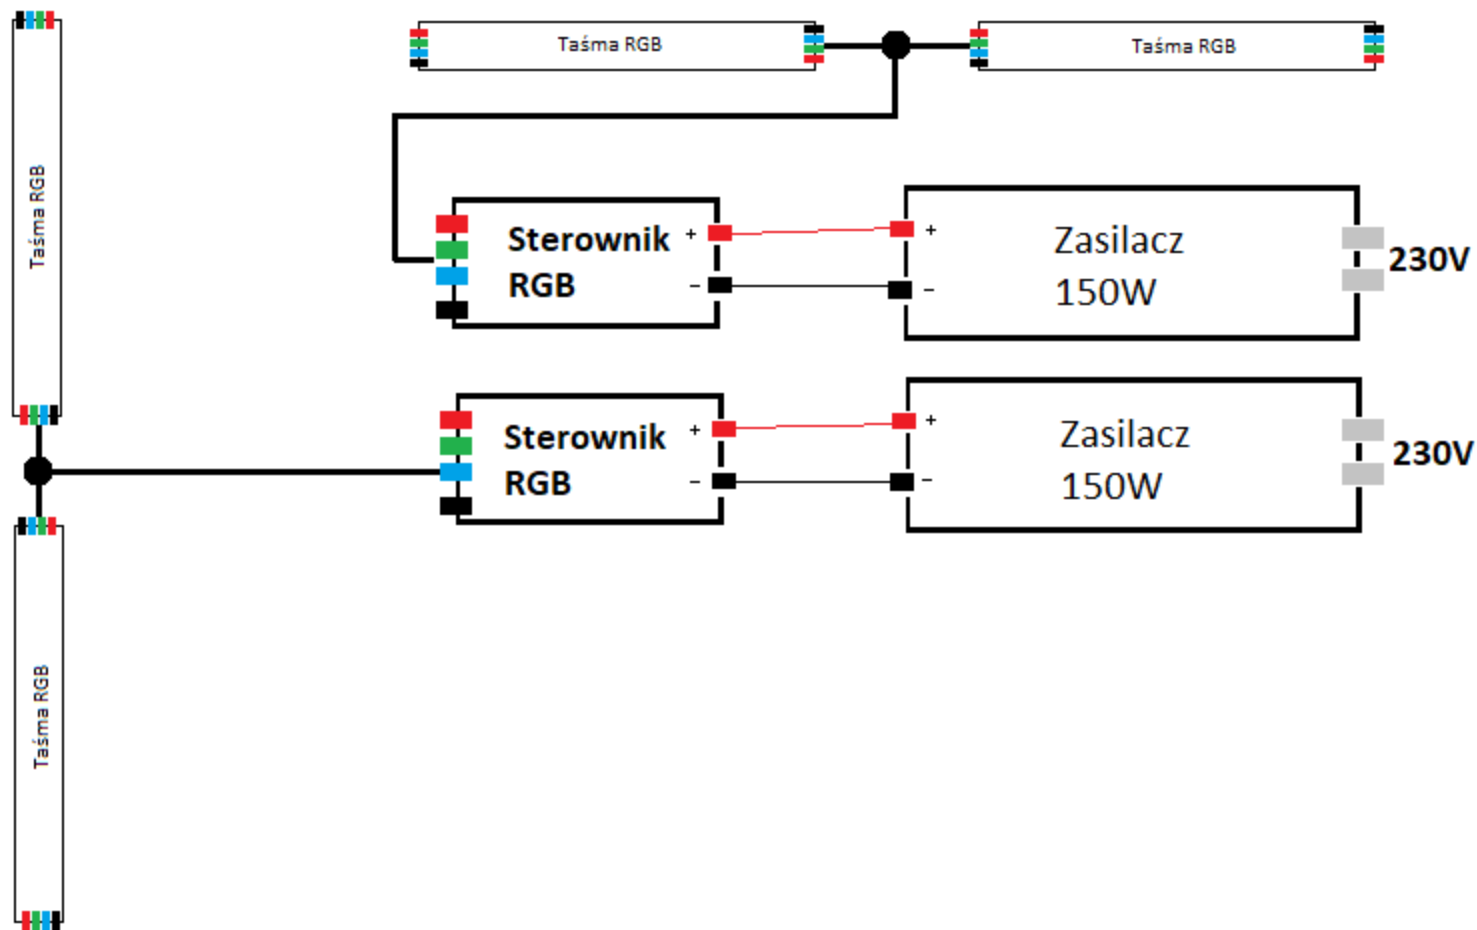 Taśma RGB
Taśma RGB
Taśma RGB
Sterownik
RGB
+
-
+
-
Zasilacz
150W
230V
Sterownik
RGB
+
-
+
-
Zasilacz
150W
230V
Taśma RGB